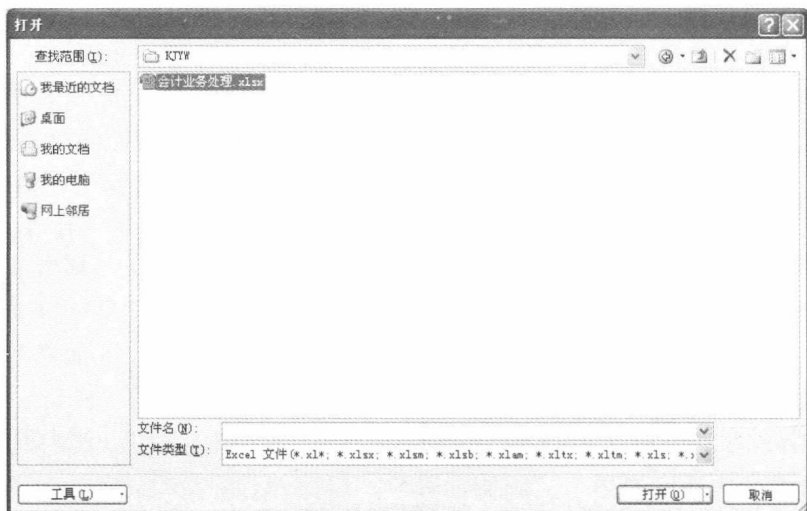 打开
查找范围(I):
KJYW
我最近的文档
会计业务处理.xlsx
桌面
我的文档
我的电脑
网上邻居
文件名(N):
文件类型(T):
Excel 文件(*.xl*; *.xlsx; *.xlsm; *.xlsb; *.xlam; *.xltx; *.xltm; *.xls; *.
工具(L)
打开(O)
取消